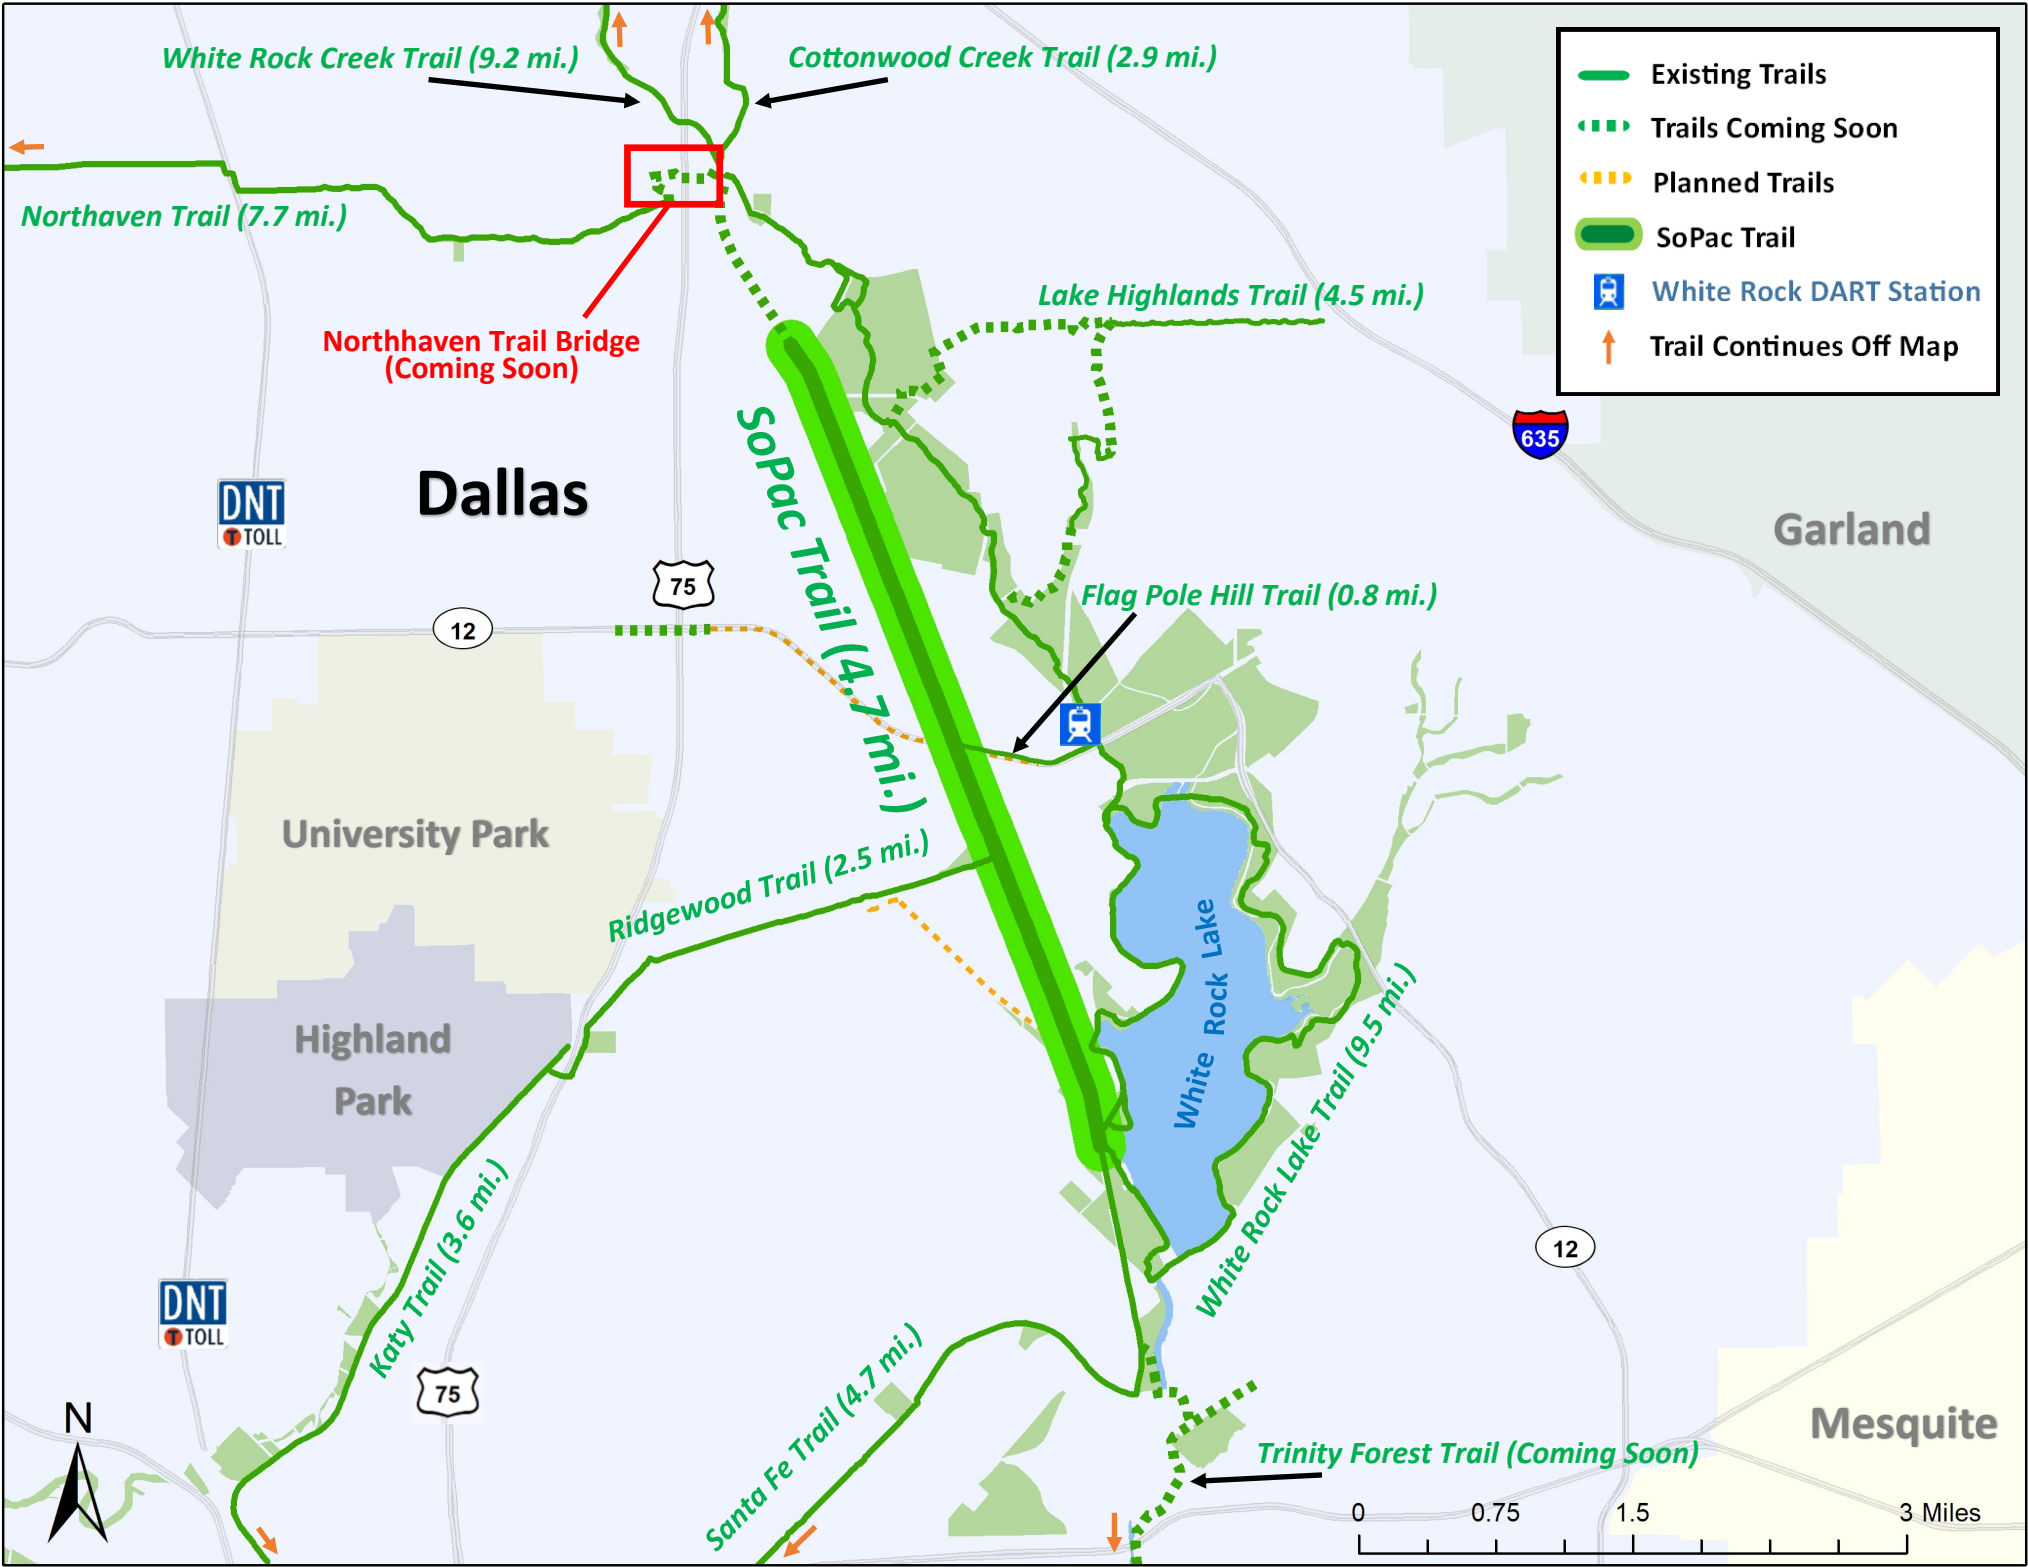 White Rock Creek Trail (9.2 mi.)
Cottonwood Creek Trail (2.9 mi.)
Existing Trails
Trails Coming Soon
Planned Trails
SoPac Trail
White Rock DART Station
Trail Continues Off Map
Northaven Trail (7.7 mi.)
Northhaven Trail Bridge
(Coming Soon)
Lake Highlands Trail (4.5 mi.)
635
Dallas
DNT
TOLL
Garland
75
12
SoPac Trail (4.7 mi.)
Flag Pole Hill Trail (0.8 mi.)
University Park
Ridgewood Trail (2.5 mi.)
White Rock Lake
Highland
Park
White Rock Lake Trail (9.5 mi.)
Katy Trail (3.6 mi.)
12
DNT
TOLL
75
Santa Fe Trail (4.7 mi.)
Mesquite
N
Trinity Forest Trail (Coming Soon)
0 0.75 1.5 3 Miles